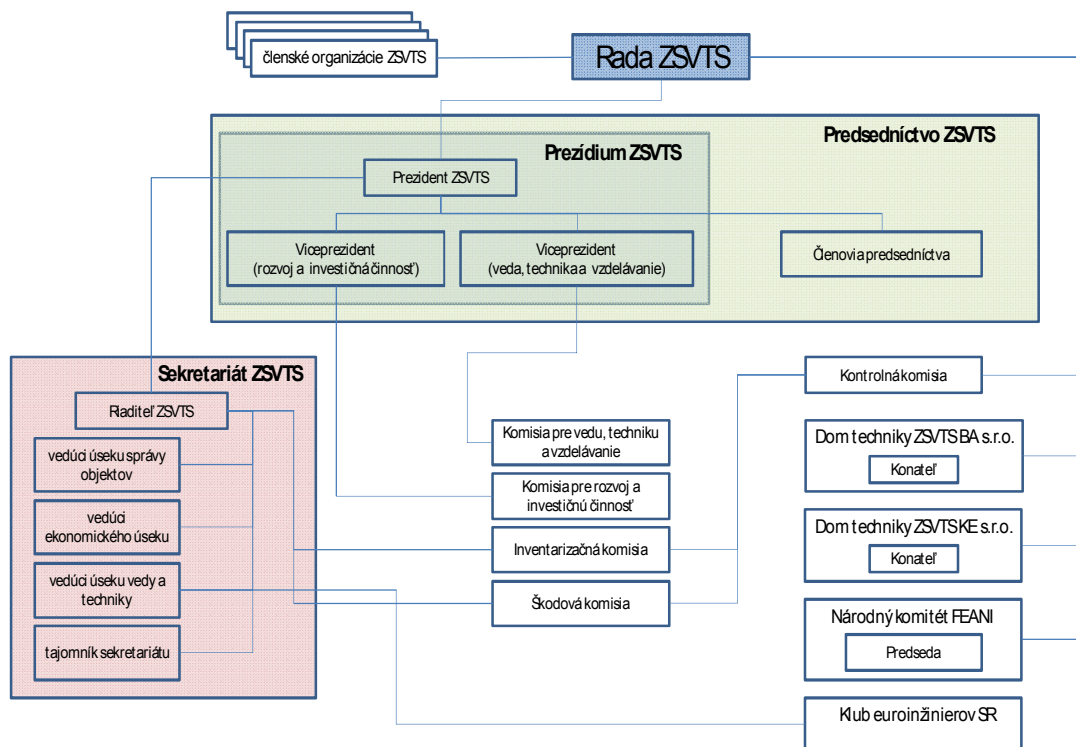 členské organizácie ZSVTS
Rada ZSVTS
Predsedníctvo ZSVTS
Prezídium ZSVTS
Prezident ZSVTS
Viceprezident
(rozvoj a investičná činnosť)
Viceprezident
(veda, technika a vzdelávanie)
Členovia predsedníctva
Sekretariát ZSVTS
Riaditeľ ZSVTS
vedúci úseku správy
objektov
vedúci
ekonomického úseku
vedúci úseku vedy a
techniky
tajomník sekretariátu
Komisia pre vedu, techniku
a vzdelávanie
Komisia pre rozvoj a
investičnú činnosť
Inventarizačná komisia
Škodová komisia
Kontrolná komisia
Dom techniky ZSVTS BA s.r.o.
Konateľ
Dom techniky ZSVTS KE s.r.o.
Konateľ
Národný komitét FEANI
Predseda
Klub euroinžinierov SR